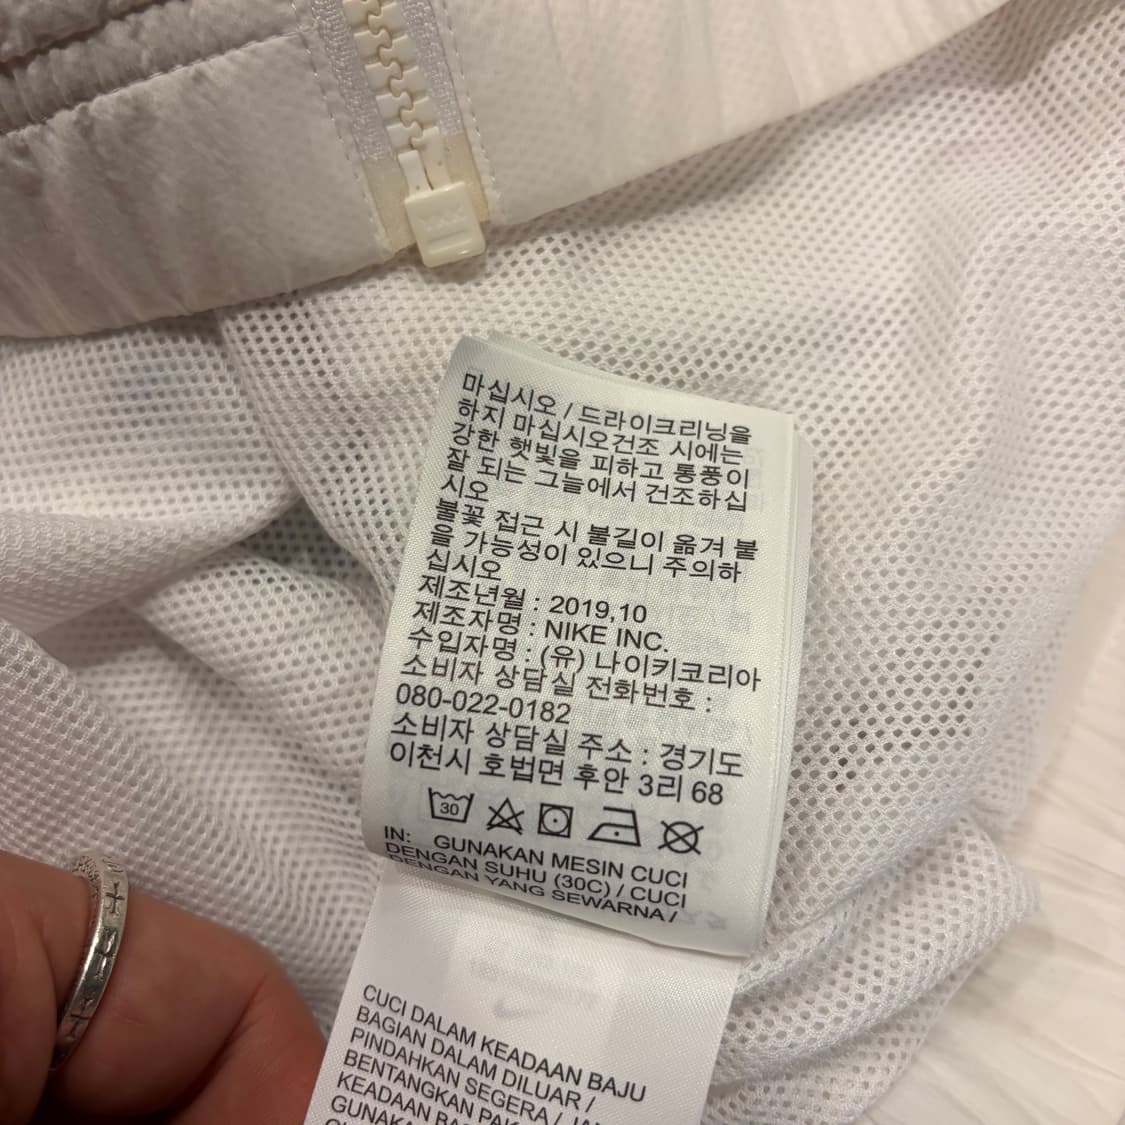 마십시오 / 드라이크리닝을
하지 마십시오건조 시에는
강한 햇빛을 피하고 통풍이
잘 되는 그늘에서 건조하십
시오
불꽃 접근 시 불길이 옮겨 붙
을 가능성이 있으니 주의하
십시오
제조년월 : 2019,10
제조자명 : NIKE INC.
수입자명 : (유) 나이키코리아
소비자 상담실 전화번호 :
080-022-0182
소비자 상담실 주소 : 경기도
이천시 호법면 후안 3리 68
30
IN: GUNAKAN MESIN CUCI
DENGAN SUHU (30C) / CUCI
DENGAN YANG SEWARNA /
CUCI DALAM KEADAAN BAJU
BAGIAN DALAM DILUAR /
PINDAHKAN SEGERA /
BENTANGKAN
KEADAAN